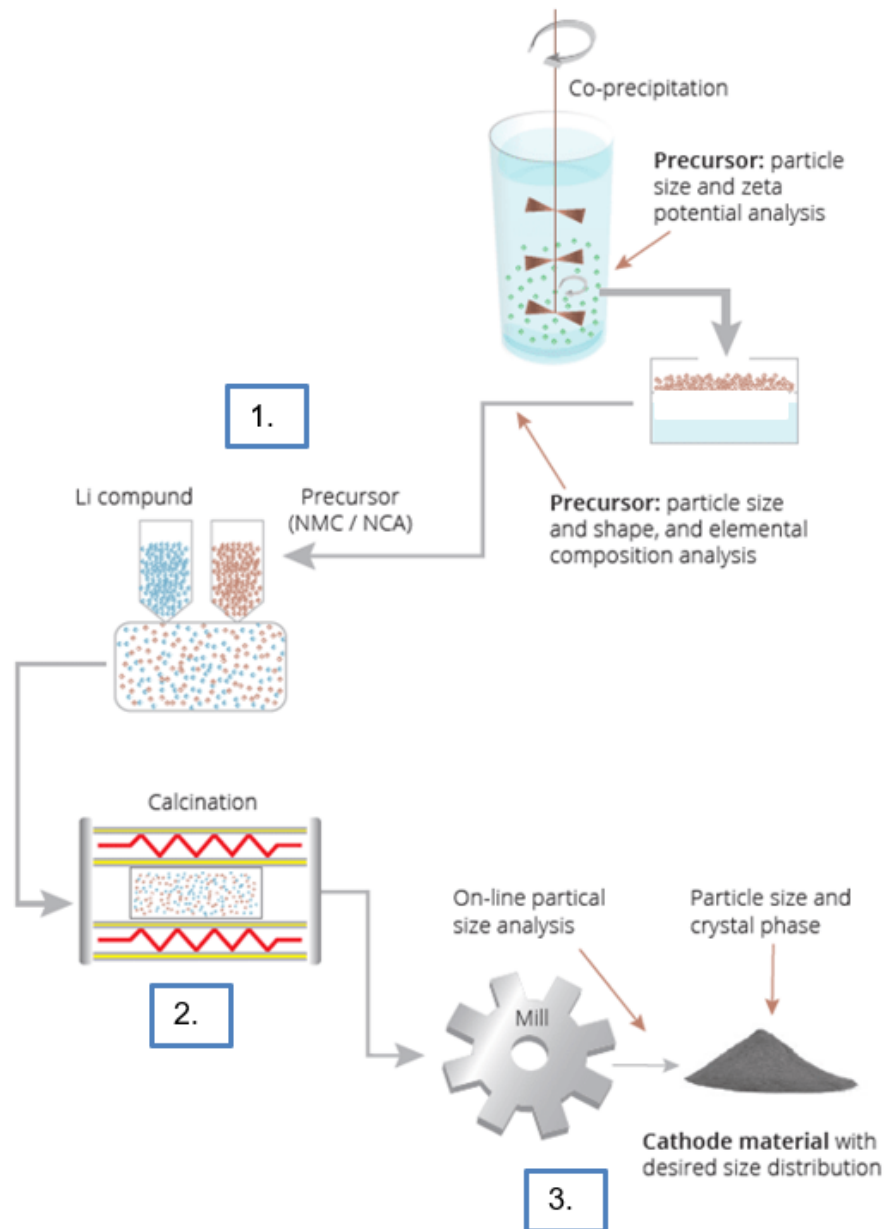 Co-precipitation
Precursor: particle
size and zeta
potential analysis
1.
Li compund
Precursor
(NMC / NCA)
Precursor: particle size
and shape, and elemental
composition analysis
Calcination
2.
On-line partical
size analysis
Particle size and
crystal phase
Mill
Cathode material with
desired size distribution
3.